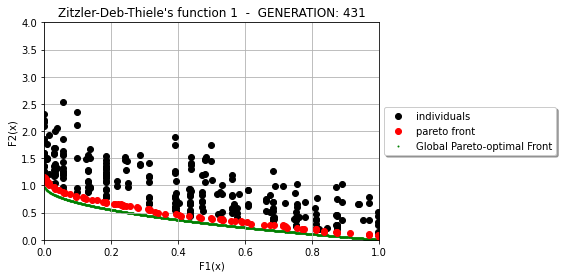 Zitzler-Deb-Thiele's function 1  -  GENERATION: 431
4.0
3.5
3.0
2.5
2.0
1.5
1.0
0.5
0.0
F2(x)
0.0 0.2 0.4 0.6 0.8 1.0
F1(x)
individuals
pareto front
Global Pareto-optimal Front